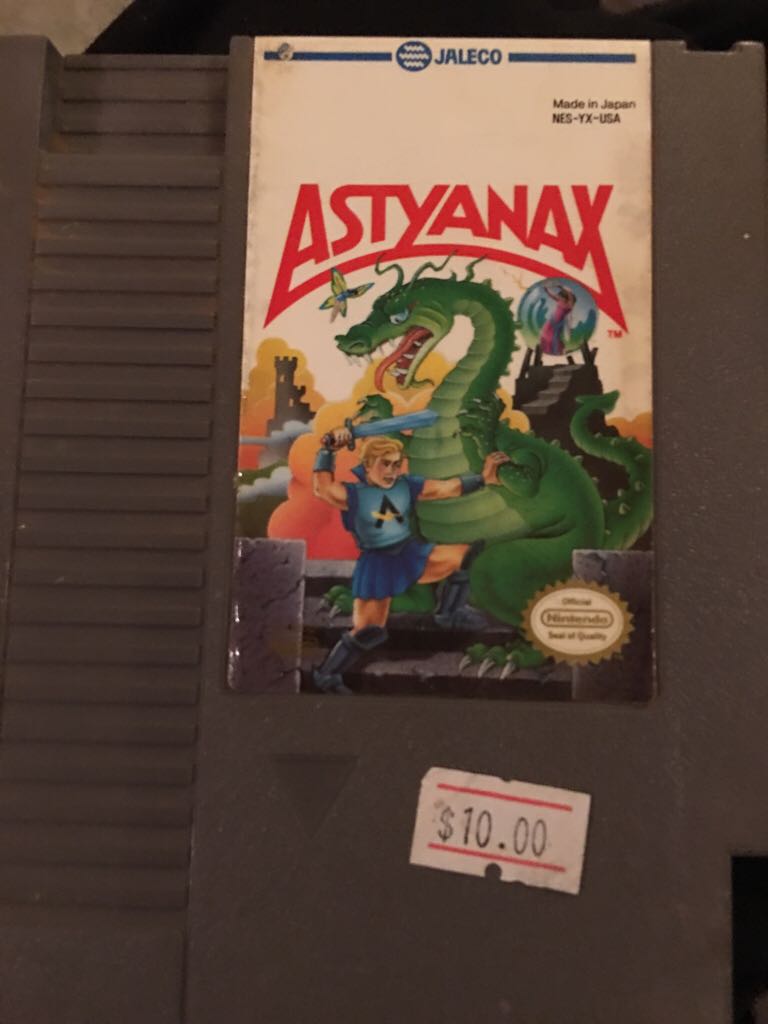 JALECO
Made in Japan
NES-YX-USA
ASTYANAX
TM
A
Official
Nintendo
Seal of Quality
$10.00